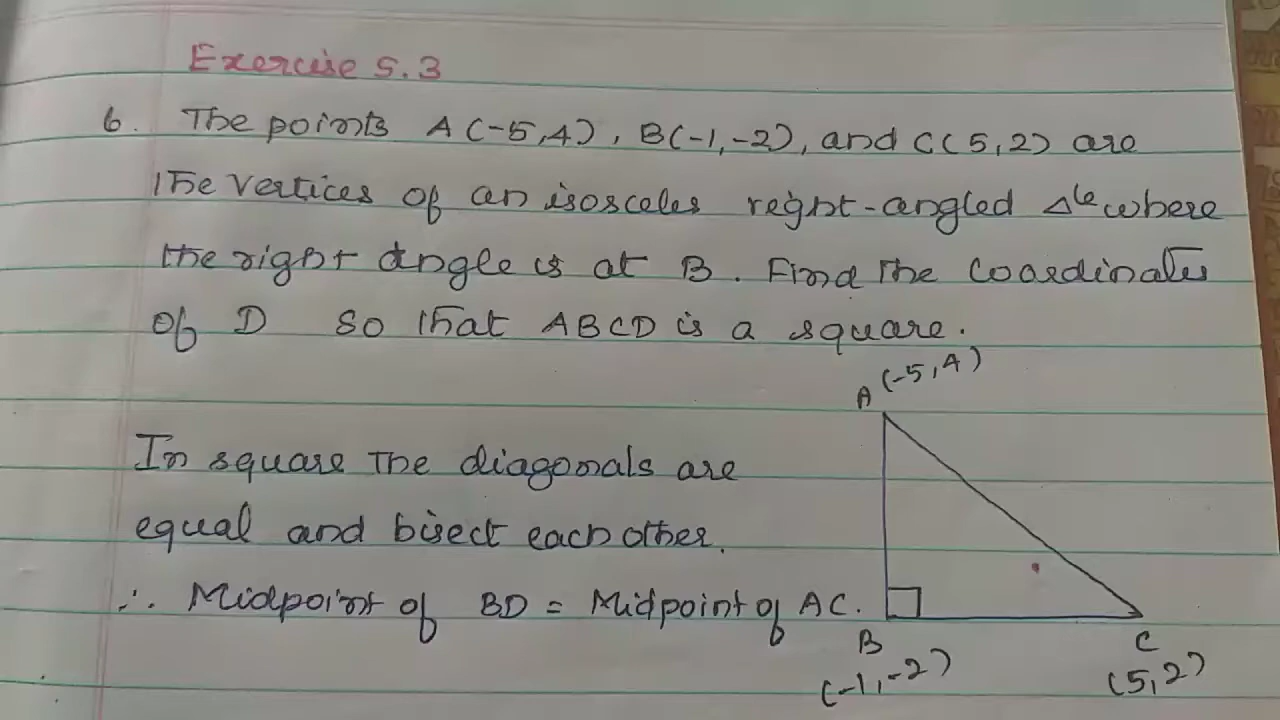 Exercise 5.3
6. The points A(-5,4), B(-1,-2), and C(5,2) are
The vertices of an isosceles reght-angled Δle where
the right angle is at B. Find The Coordinates
Of D so that ABCD is a square.
A (-5,4)
In square The diagonals are
equal and bisect each other.
∴ Midpoint of BD = Midpoint of AC.
B
(-1,-2)
C
(5,2)